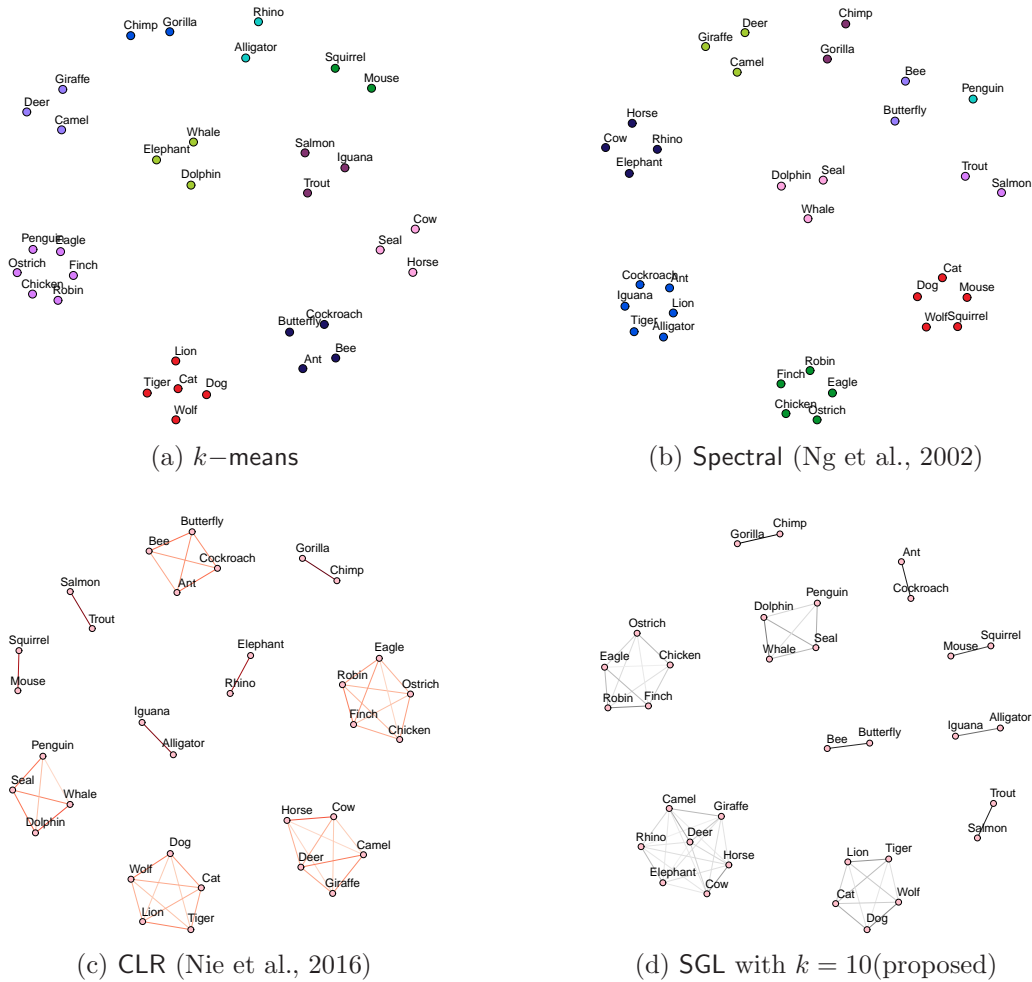 Chimp Gorilla Rhino
Alligator
Squirrel
Mouse
Giraffe
Deer
Camel
Whale
Elephant
Dolphin
Salmon
Iguana
Trout
Cow
Seal
Horse
Penguin
Eagle
Ostrich
Finch
Chicken
Robin
Cockroach
Butterfly
Bee
Ant
Lion
Tiger
Cat
Dog
Wolf
(a) k−means
Deer
Chimp
Giraffe
Gorilla
Camel
Bee
Penguin
Butterfly
Horse
Cow
Rhino
Elephant
Dolphin
Seal
Whale
Trout
Salmon
Cockroach
Ant
Iguana
Lion
Tiger
Alligator
Cat
Dog
Mouse
Wolf
Squirrel
Robin
Finch
Eagle
Chicken
Ostrich
(b) Spectral (Ng et al., 2002)
Butterfly
Bee
Cockroach
Ant
Gorilla
Chimp
Salmon
Trout
Squirrel
Mouse
Elephant
Rhino
Eagle
Robin
Ostrich
Finch
Chicken
Iguana
Alligator
Penguin
Seal
Whale
Dolphin
Horse
Cow
Camel
Deer
Giraffe
Dog
Wolf
Cat
Lion
Tiger
(c) CLR (Nie et al., 2016)
Chimp
Gorilla
Ant
Cockroach
Penguin
Dolphin
Seal
Whale
Ostrich
Eagle
Chicken
Robin
Finch
Squirrel
Mouse
Butterfly
Bee
Iguana
Alligator
Trout
Salmon
Camel
Giraffe
Rhino
Deer
Horse
Elephant
Cow
Lion
Tiger
Cat
Wolf
Dog
(d) SGL with k = 10(proposed)